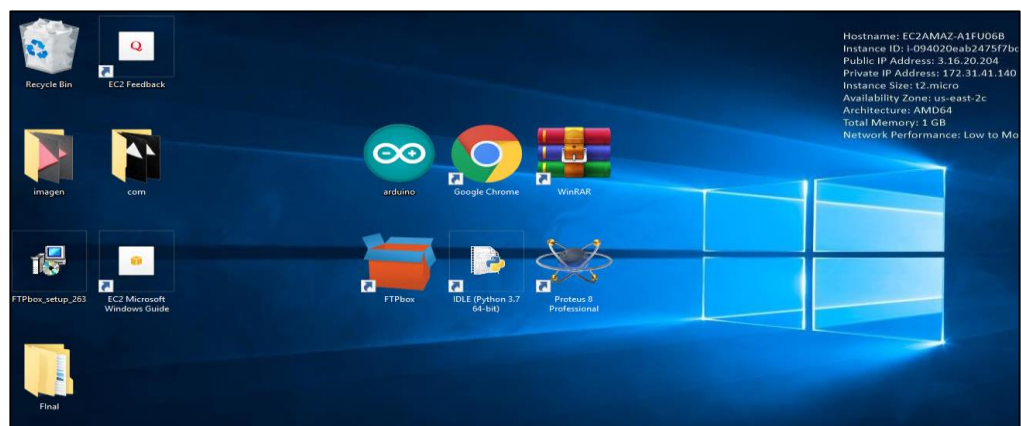 Hostname: EC2AMAZ-A1FU06B
Instance ID: i-094020eab2475f7bc
Public IP Address: 3.16.20.204
Private IP Address: 172.31.41.140
Instance Size: t2.micro
Availability Zone: us-east-2c
Architecture: AMD64
Total Memory: 1 GB
Network Performance: Low to Mo
Recycle Bin
EC2 Feedback
imagen
com
arduino
Google Chrome
WinRAR
FTPbox_setup_263
EC2 Microsoft
Windows Guide
FTPbox
IDLE (Python 3.7
64-bit)
Proteus 8
Professional
FInal